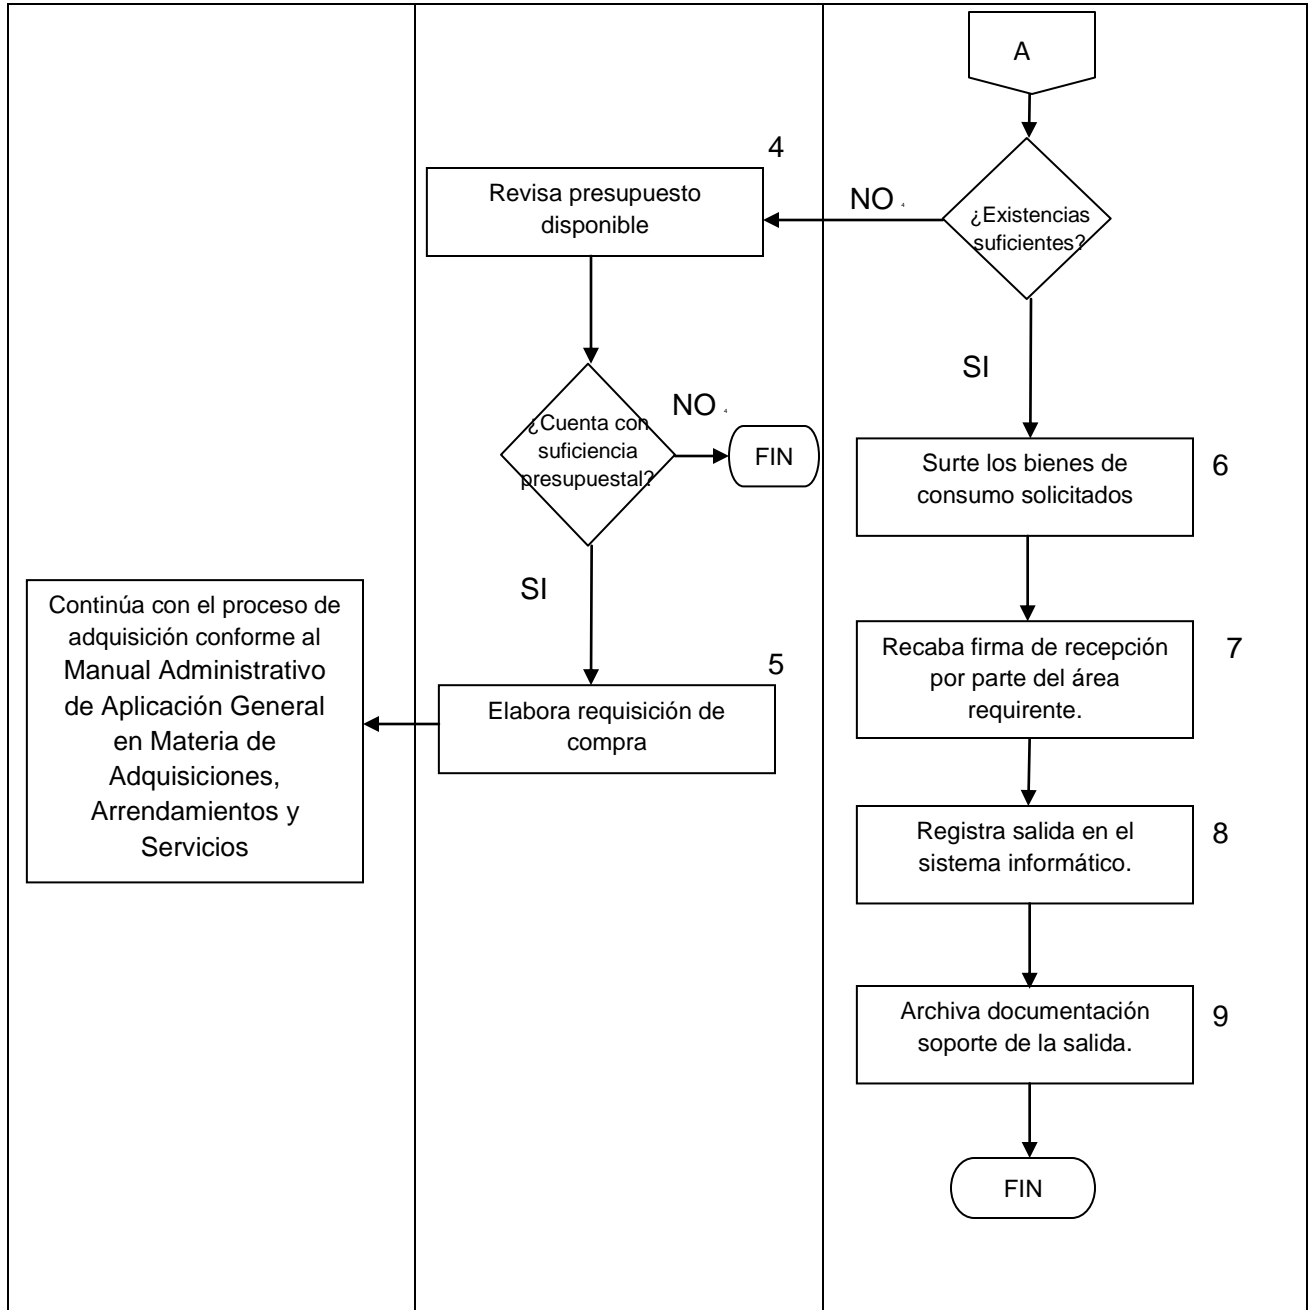 A
¿Existencias
suficientes?
NO
4
Revisa presupuesto
disponible
¿Cuenta con
suficiencia
presupuestal?
NO
FIN
SI
5
Elabora requisición de
compra
Continúa con el proceso de
adquisición conforme al
Manual Administrativo
de Aplicación General
en Materia de
Adquisiciones,
Arrendamientos y
Servicios
SI
Surte los bienes de
consumo solicitados
6
Recaba firma de recepción
por parte del área
requirente.
7
Registra salida en el
sistema informático.
8
Archiva documentación
soporte de la salida.
9
FIN